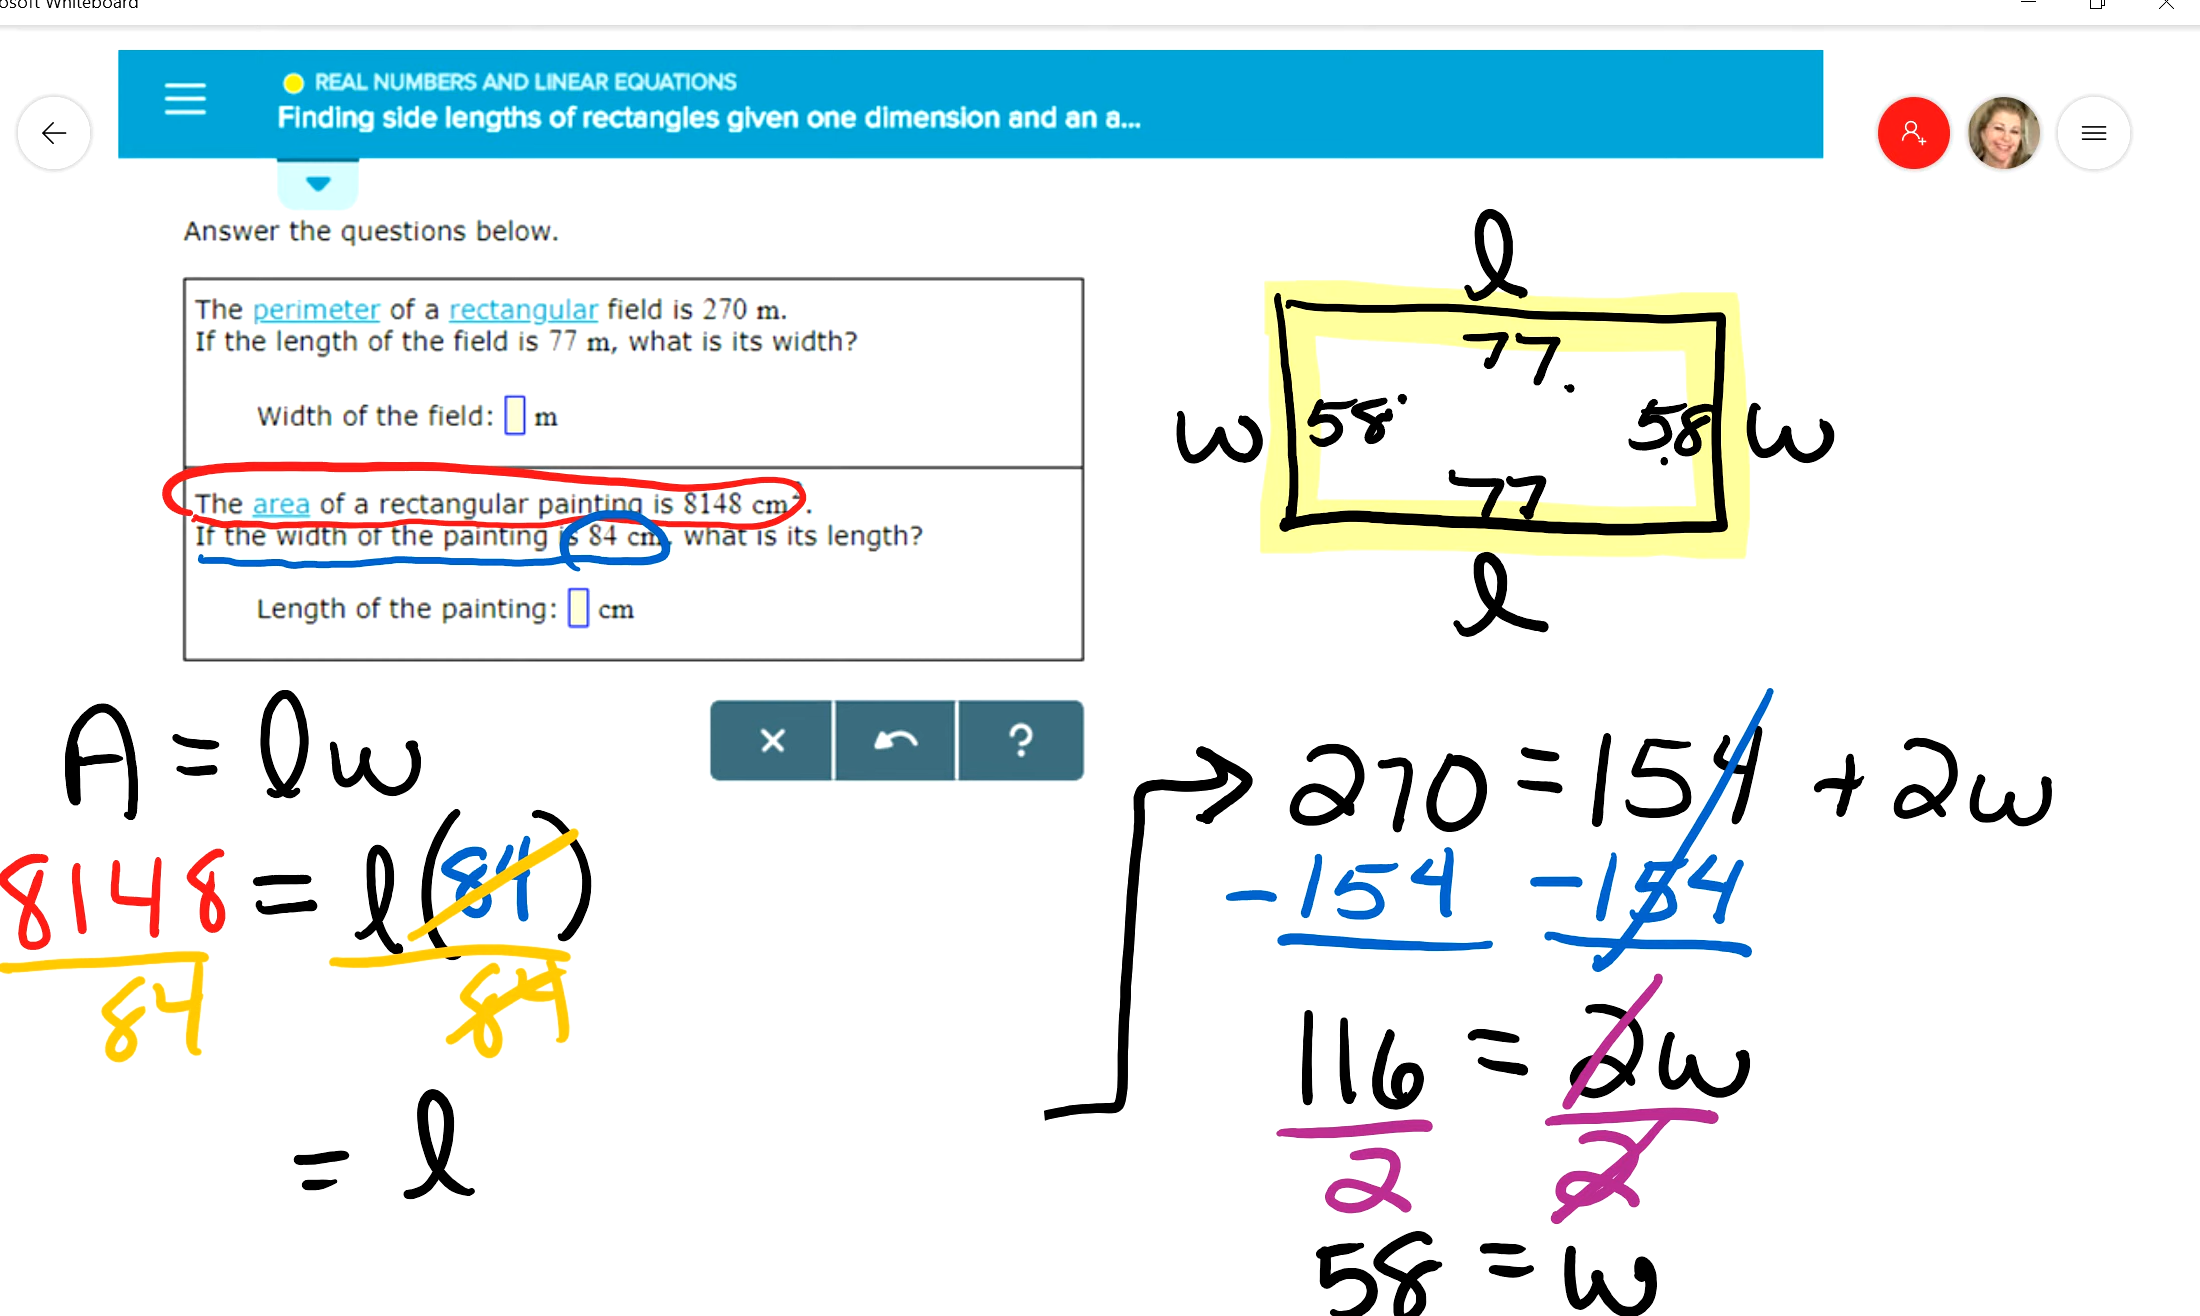 Whiteboard
REAL NUMBERS AND LINEAR EQUATIONS
Finding side lengths of rectangles given one dimension and an a...
Answer the questions below.
The perimeter of a rectangular field is 270 m.
If the length of the field is 77 m, what is its width?
Width of the field: m
The area of a rectangular painting is 8148 cm².
If the width of the painting is 84 cm, what is its length?
Length of the painting: cm
?
l
77
w 58 58 w
77
l
A = lw
8148 = l(84)
84 84
= l
270 = 154 + 2w
-154 -154
116 = 2w
2 2
58 = w